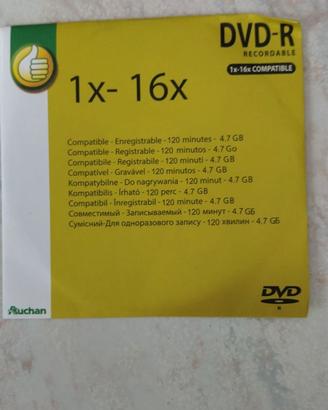 DVD-R
RECORDABLE
1x-16x COMPATIBLE
1x- 16x
Compatible - Enregistrable - 120 minutes - 4.7 GB
Compatible - Registrable - 120 minutos - 4.7 Go
Compatibile - Registrabile - 120 minuti - 4.7 GB
Compatível - Gravável - 120 minutos - 4.7 GB
Kompatybilne - Do nagrywania - 120 minut - 4.7 GB
Kompatibilis - Írható - 120 perc - 4.7 GB
Compatibil - Înregistrabil - 120 minute - 4.7 GB
Совместимый - Записываемый - 120 минут - 4.7 GБ
Сумісний-Для одноразового запису - 120 хвилин - 4.7 GБ
Auchan
DVD
R